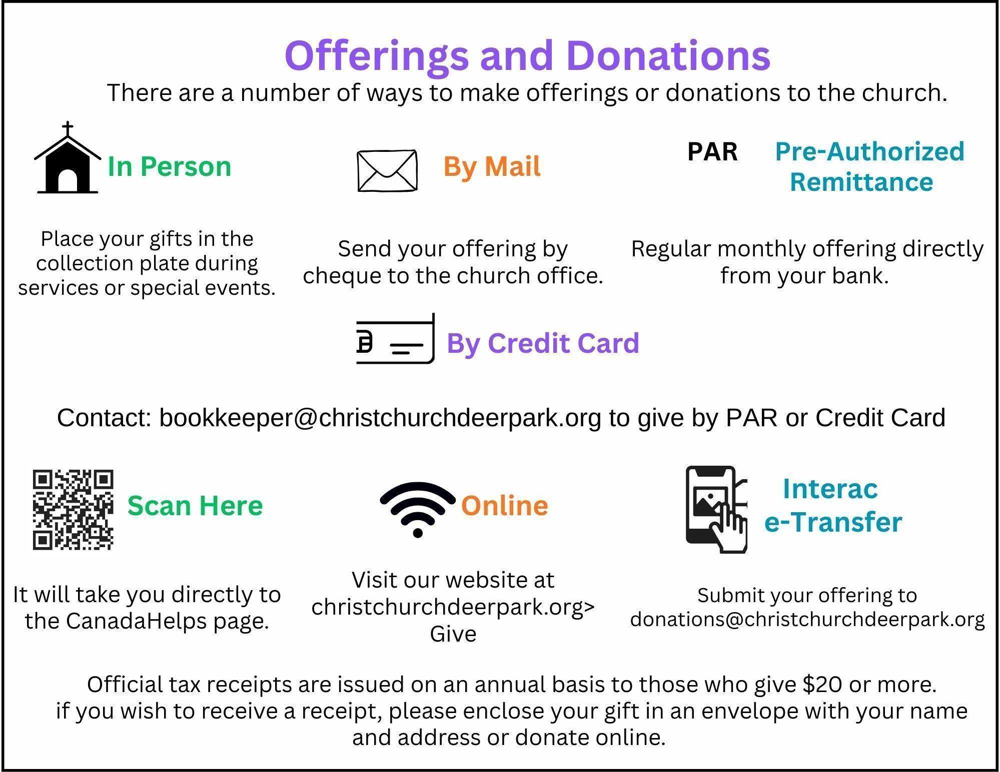 Offerings and Donations
There are a number of ways to make offerings or donations to the church.
In Person
Place your gifts in the
collection plate during
services or special events.
By Mail
Send your offering by
cheque to the church office.
PAR
Pre-Authorized
Remittance
Regular monthly offering directly
from your bank.
By Credit Card
Contact: bookkeeper@christchurchdeerpark.org to give by PAR or Credit Card
Scan Here
It will take you directly to
the CanadaHelps page.
Online
Visit our website at
christchurchdeerpark.org>
Give
Interac
e-Transfer
Submit your offering to
donations@christchurchdeerpark.org
Official tax receipts are issued on an annual basis to those who give $20 or more.
if you wish to receive a receipt, please enclose your gift in an envelope with your name
and address or donate online.